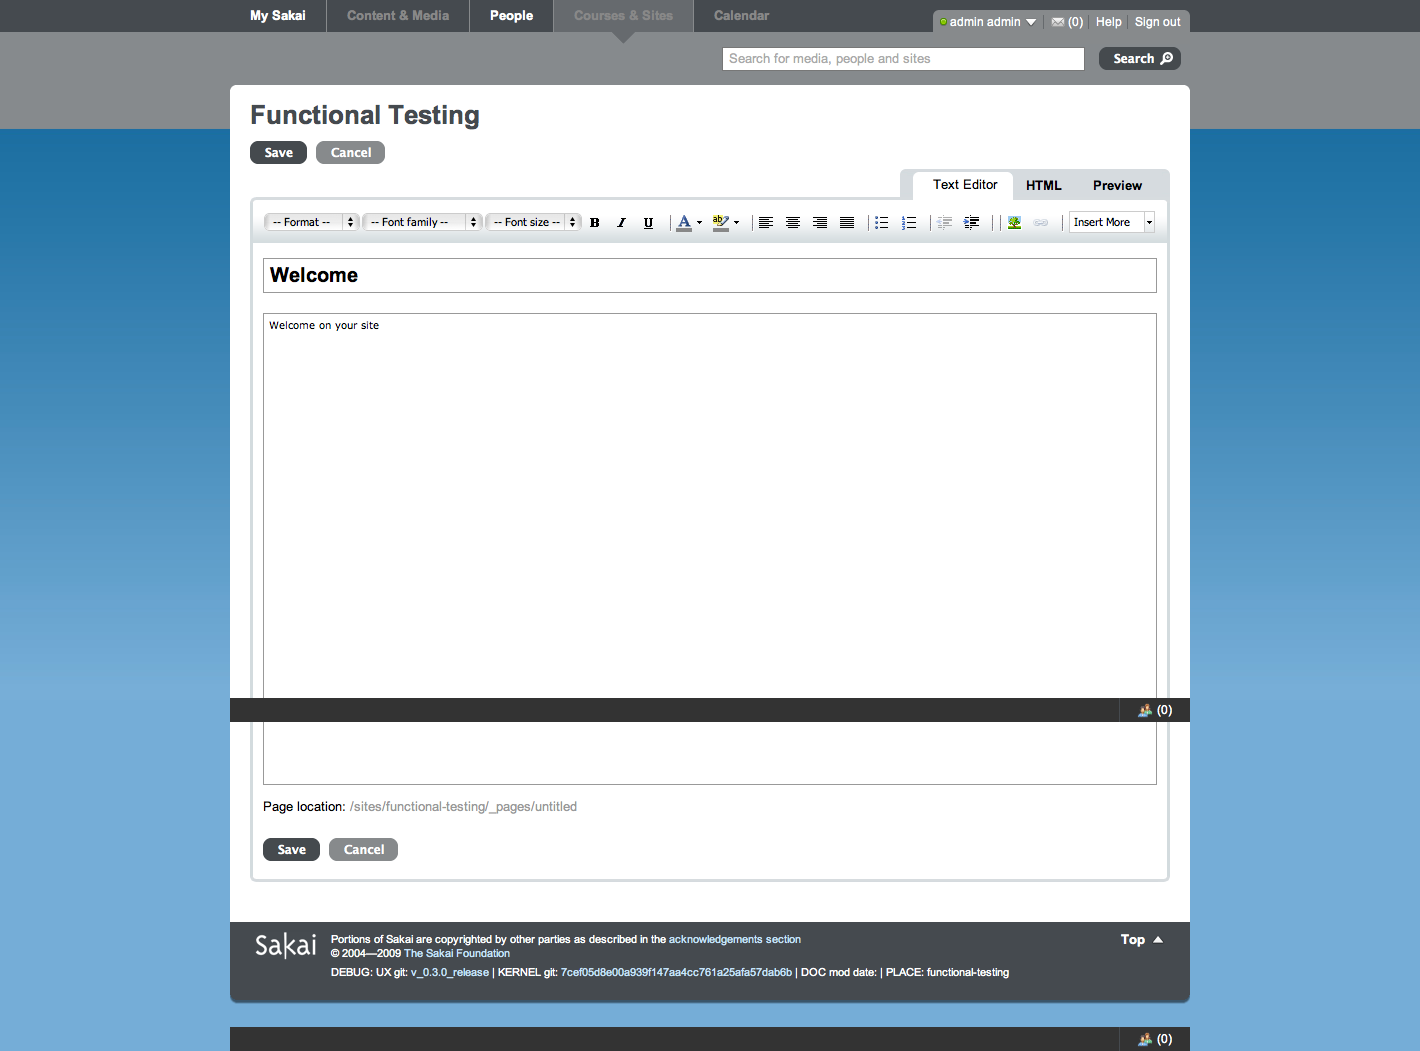 My Sakai Content & Media People Courses & Sites Calendar
admin admin (0) Help Sign out
Search for media, people and sites Search
Functional Testing
Save Cancel
Text Editor HTML Preview
-- Format -- -- Font family -- -- Font size -- B I U A ab Insert More
Welcome
Welcome on your site
(0)
Page location: /sites/functional-testing/_pages/untitled
Save Cancel
Sakai Portions of Sakai are copyrighted by other parties as described in the acknowledgements section Top
© 2004—2009 The Sakai Foundation
DEBUG: UX git: v_0.3.0_release | KERNEL git: 7cef05d8e00a939f147aa4cc761a25afa57dab6b | DOC mod date: | PLACE: functional-testing
(0)